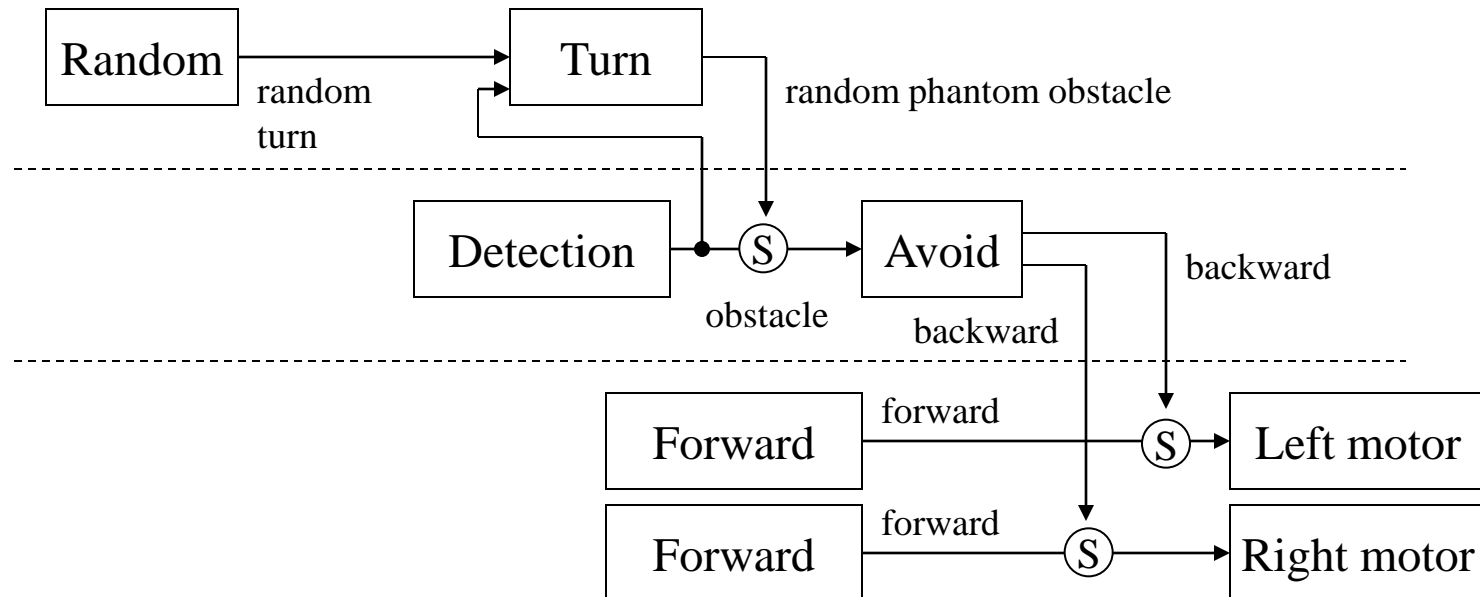 Random
Turn
random
turn
random phantom obstacle
Detection
S
Avoid
obstacle
backward
backward
Forward
forward
S
Left motor
Forward
forward
S
Right motor